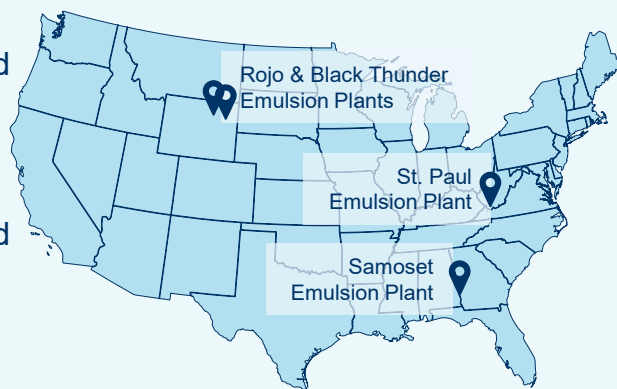 d
Rojo & Black Thunder
Emulsion Plants
St. Paul
Emulsion Plant
d
Samoset
Emulsion Plant